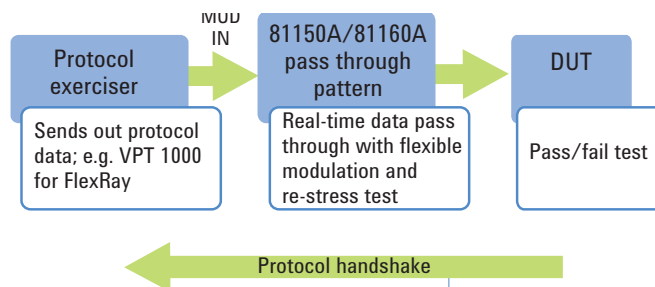 MOD
IN
Protocol
exerciser
81150A/81160A
pass through
pattern
DUT
Sends out protocol
data; e.g. VPT 1000
for FlexRay
Real-time data pass
through with flexible
modulation and
re-stress test
Pass/fail test
Protocol handshake